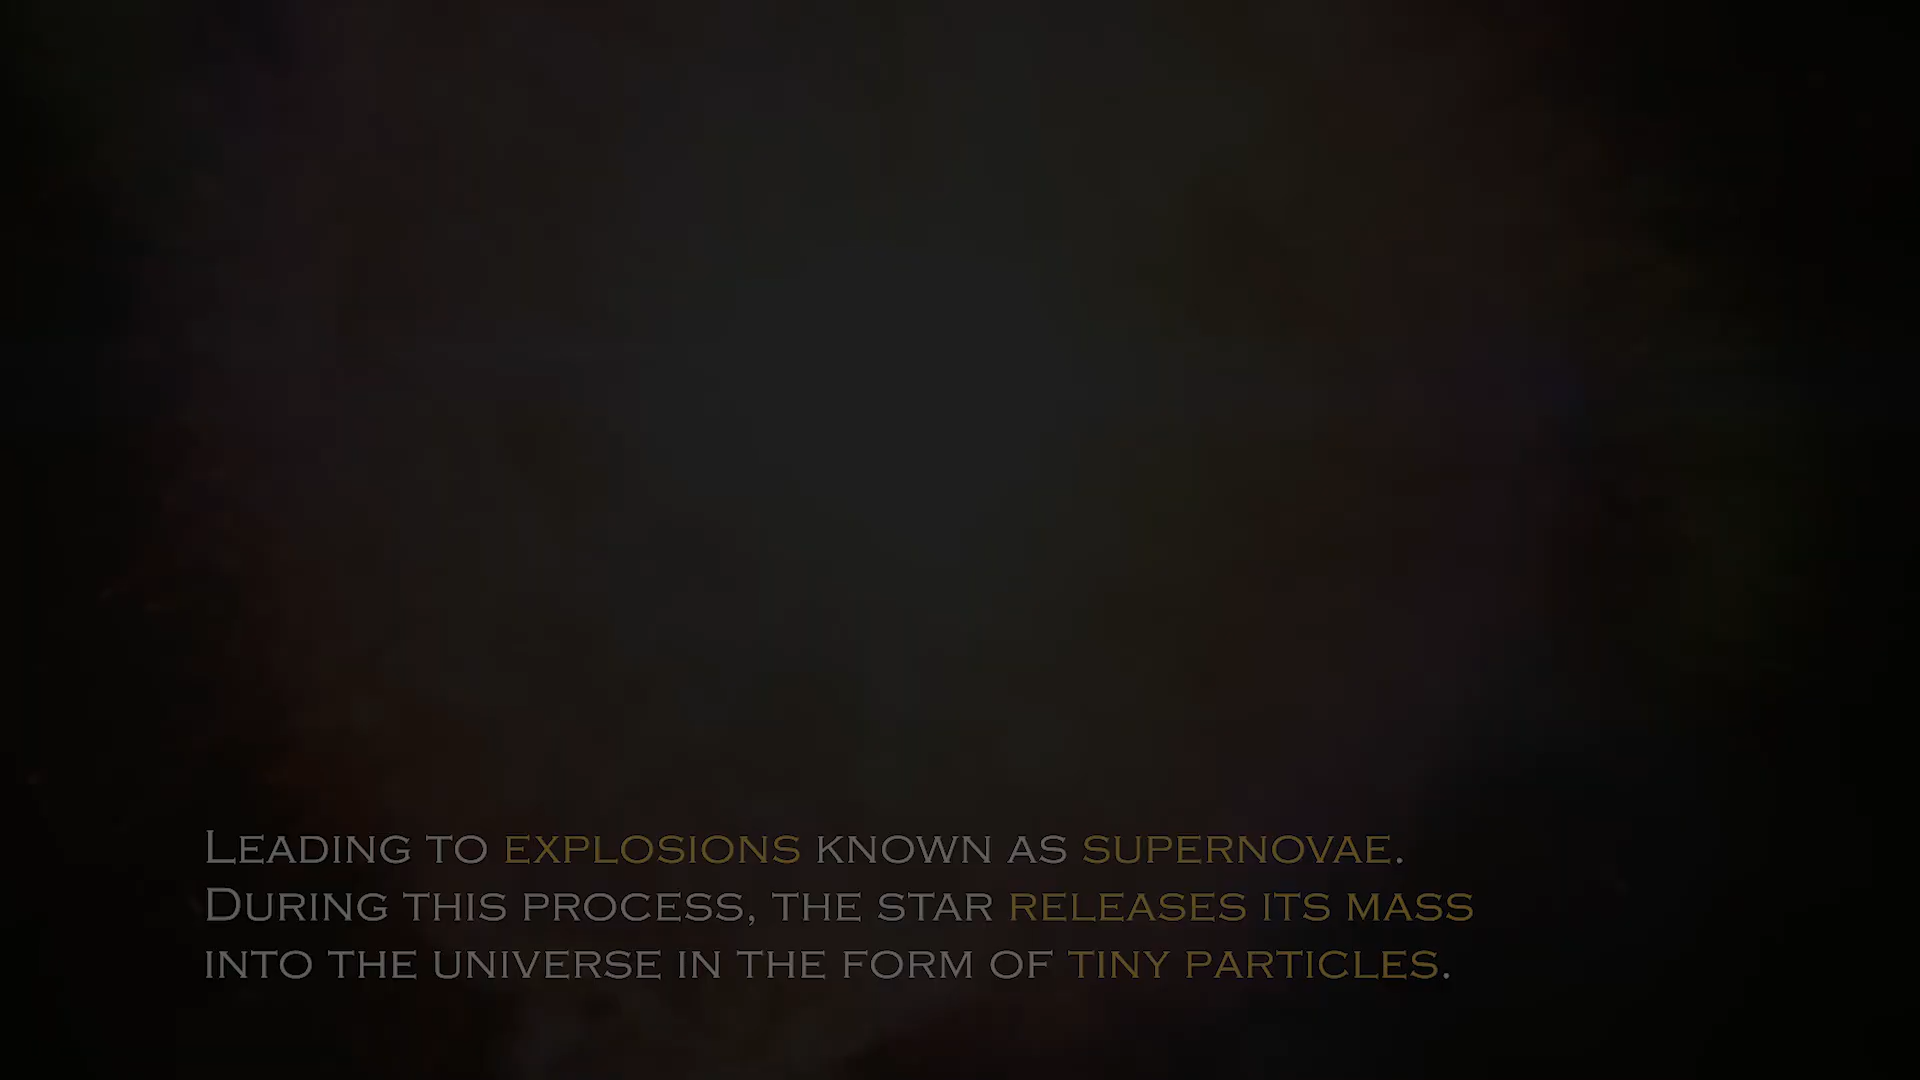 Leading to explosions known as supernovae.
During this process, the star releases its mass
into the universe in the form of tiny particles.